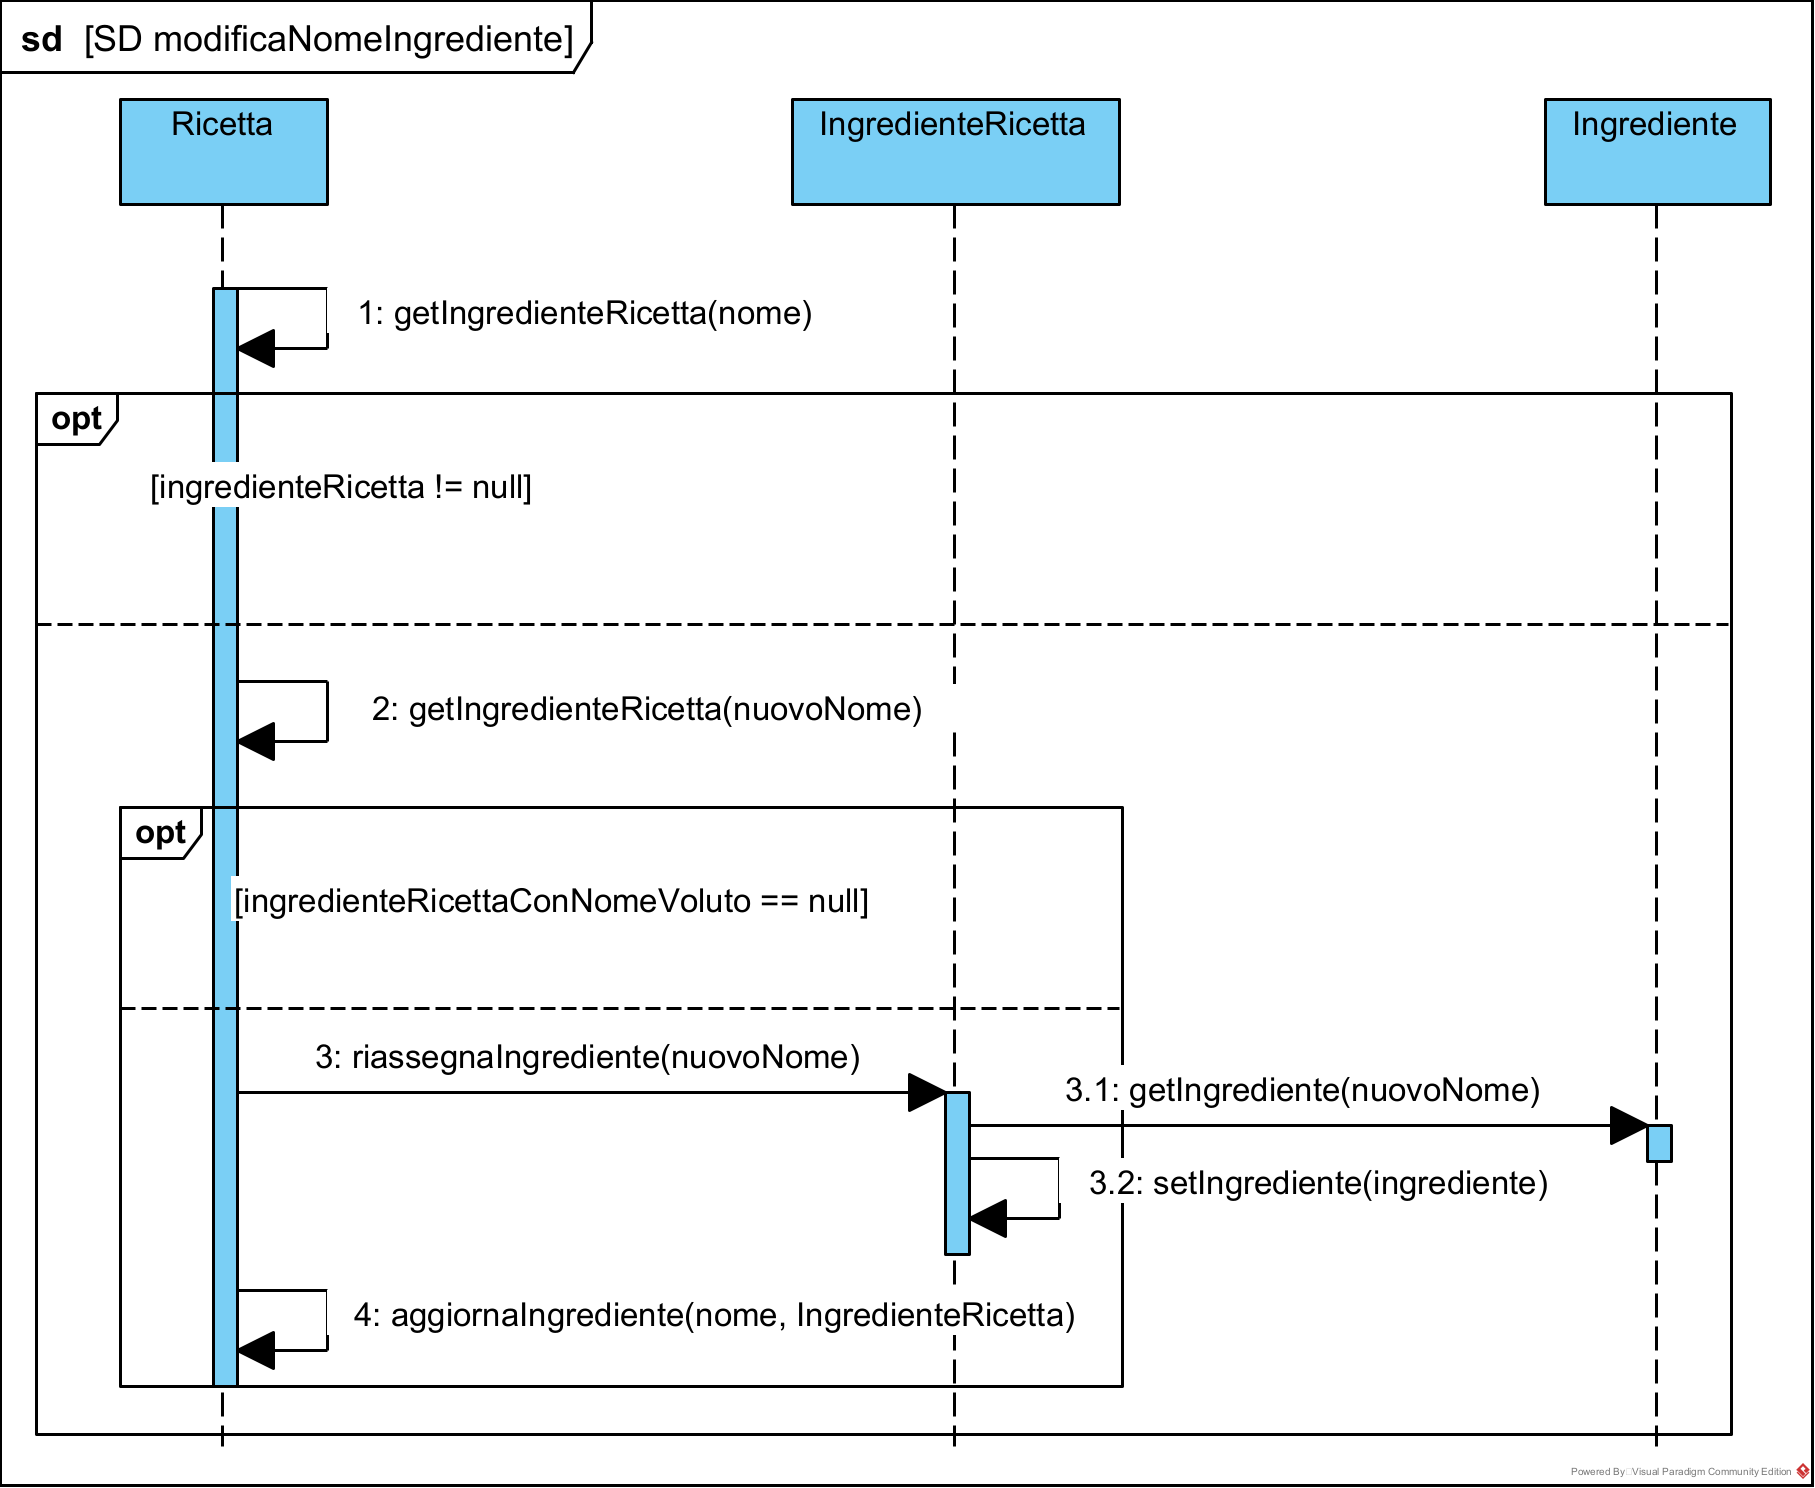 sd [SD modificaNomeIngrediente]
Ricetta
IngredienteRicetta
Ingrediente
1: getIngredienteRicetta(nome)
opt
[ingredienteRicetta != null]
2: getIngredienteRicetta(nuovoNome)
opt
[ingredienteRicettaConNomeVoluto == null]
3: riassegnaIngrediente(nuovoNome)
3.1: getIngrediente(nuovoNome)
3.2: setIngrediente(ingrediente)
4: aggiornaIngrediente(nome, IngredienteRicetta)
Powered By Visual Paradigm Community Edition